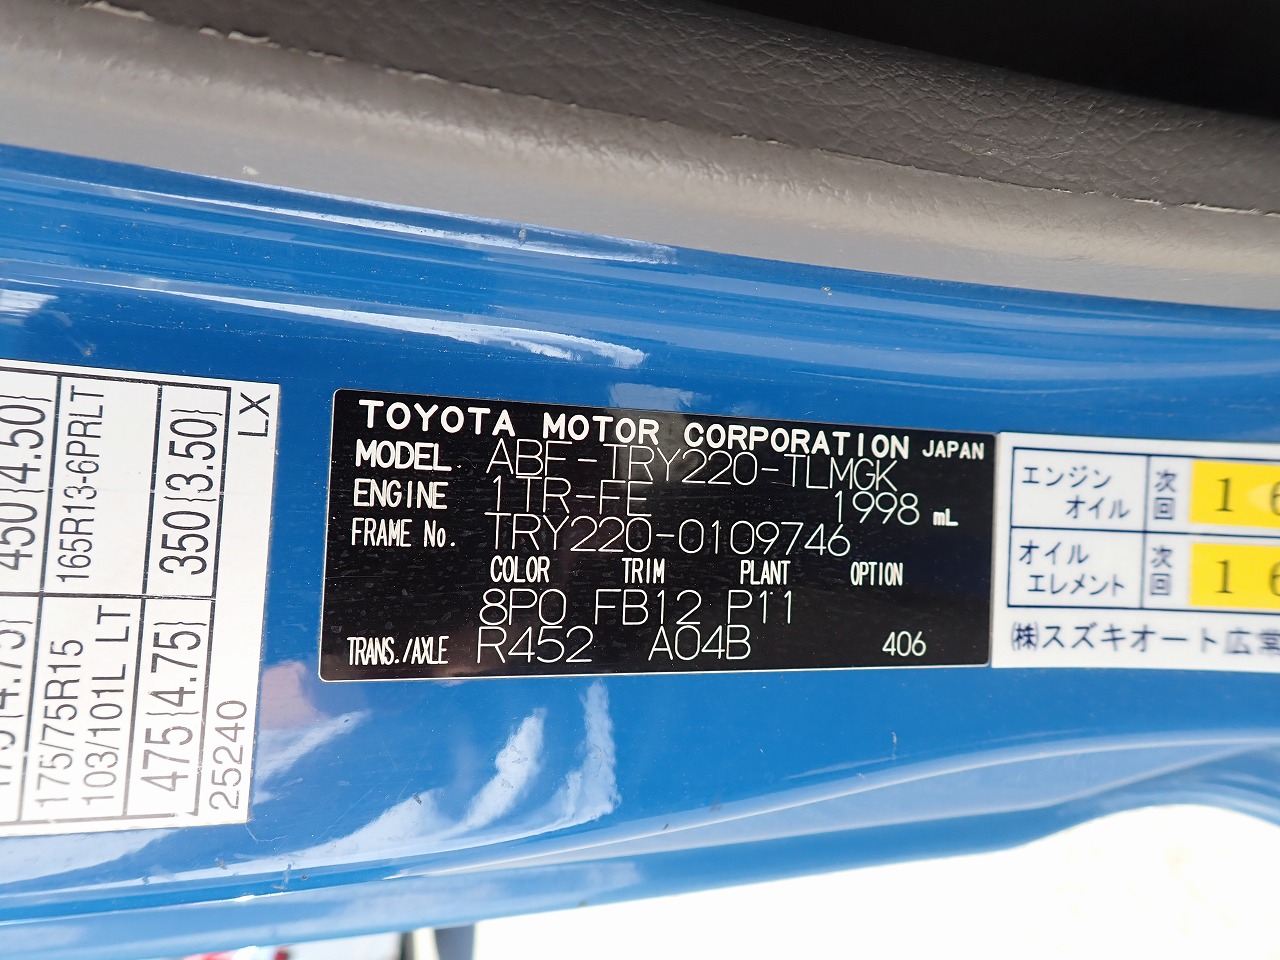 450{4.50}
165R13-6PRLT
350{3.50}
LX
175/75R15
103/101L LT
475{4.75}
25240
TOYOTA MOTOR CORPORATION JAPAN
MODEL ABF-TRY220-TLMGK
ENGINE 1TR-FE 1998 mL
FRAME No. TRY220-0109746
COLOR TRIM PLANT OPTION
8P0 FB12 P11
TRANS./AXLE R452 A04B 406
エンジン
オイル
次回
1
オイル
エレメント
次回
1
㈱スズキオート広